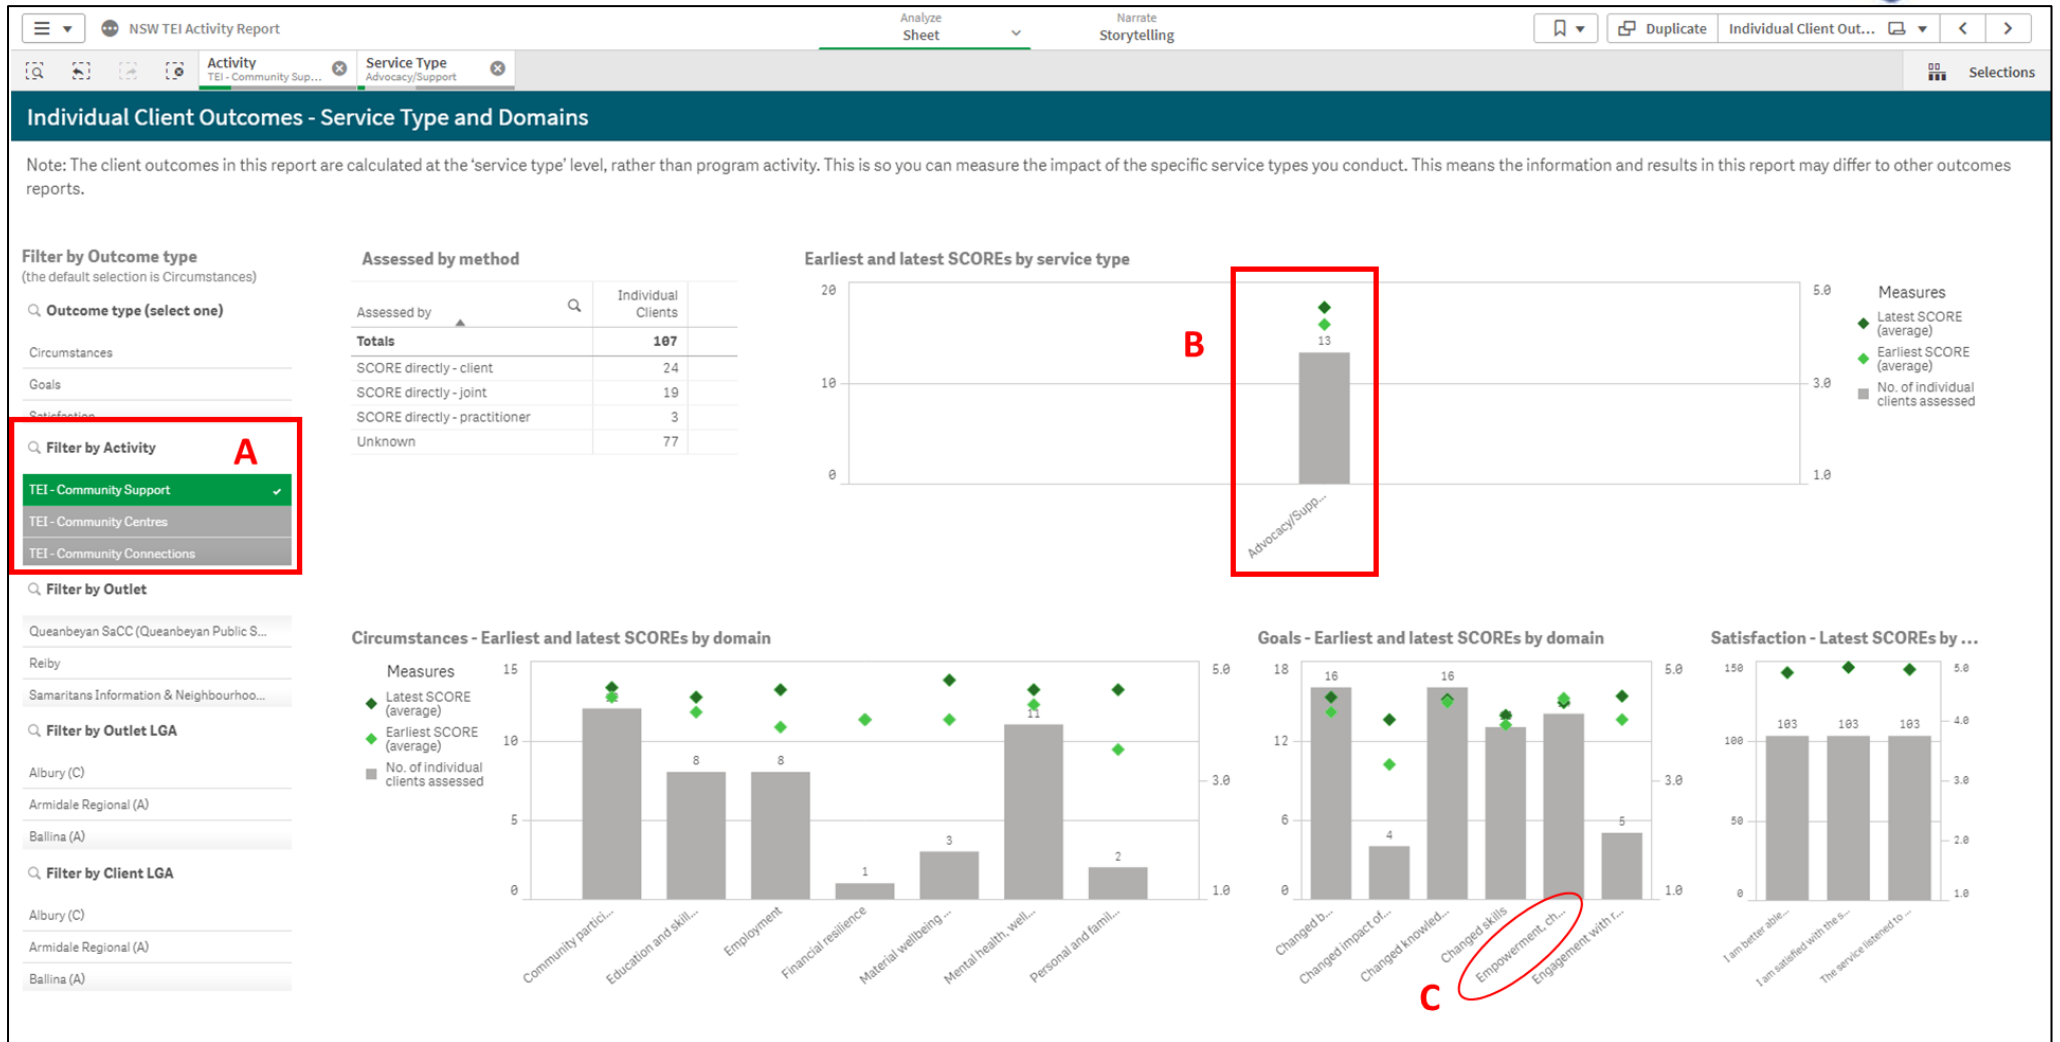 NSW TEI Activity Report
Analyze
Sheet
Narrate
Storytelling
Duplicate
Individual Client Out...
Activity
TEI - Community Sup...
Service Type
Advocacy/Support
Selections
Individual Client Outcomes - Service Type and Domains
Note: The client outcomes in this report are calculated at the ‘service type’ level, rather than program activity. This is so you can measure the impact of the specific service types you conduct. This means the information and results in this report may differ to other outcomes
reports.
Filter by Outcome type
(the default selection is Circumstances)
Outcome type (select one)
Circumstances
Goals
Satisfaction
Filter by Activity
A
TEI - Community Support
TEI - Community Centres
TEI - Community Connections
Filter by Outlet
Queanbeyan SaCC (Queanbeyan Public S...
Reiby
Samaritans Information & Neighbourhoo...
Filter by Outlet LGA
Albury (C)
Armidale Regional (A)
Ballina (A)
Filter by Client LGA
Albury (C)
Armidale Regional (A)
Ballina (A)
Assessed by method
Assessed by
Individual
Clients
Totals 107
SCORE directly - client 24
SCORE directly - joint 19
SCORE directly - practitioner 3
Unknown 77
Earliest and latest SCOREs by service type
20
10
0
B
13
Advocacy/Supp...
5.0
3.0
1.0
Measures
Latest SCORE
(average)
Earliest SCORE
(average)
No. of individual
clients assessed
Circumstances - Earliest and latest SCOREs by domain
Measures
Latest SCORE
(average)
Earliest SCORE
(average)
No. of individual
clients assessed
15
10
5
0
8
8
1
3
11
2
5.0
3.0
1.0
Community partici...
Education and skill...
Employment
Financial resilience
Material wellbeing ...
Mental health, well...
Personal and famil...
Goals - Earliest and latest SCOREs by domain
18
12
6
0
16
4
16
5
5.0
3.0
1.0
Changed b...
Changed impact of...
Changed knowled...
Changed skills
Empowerment, ch...
Engagement with r...
C
Satisfaction - Latest SCOREs by ...
150
100
50
0
103
103
103
5.0
4.0
3.0
2.0
1.0
I am better able...
I am satisfied with the s...
The service listened to ...